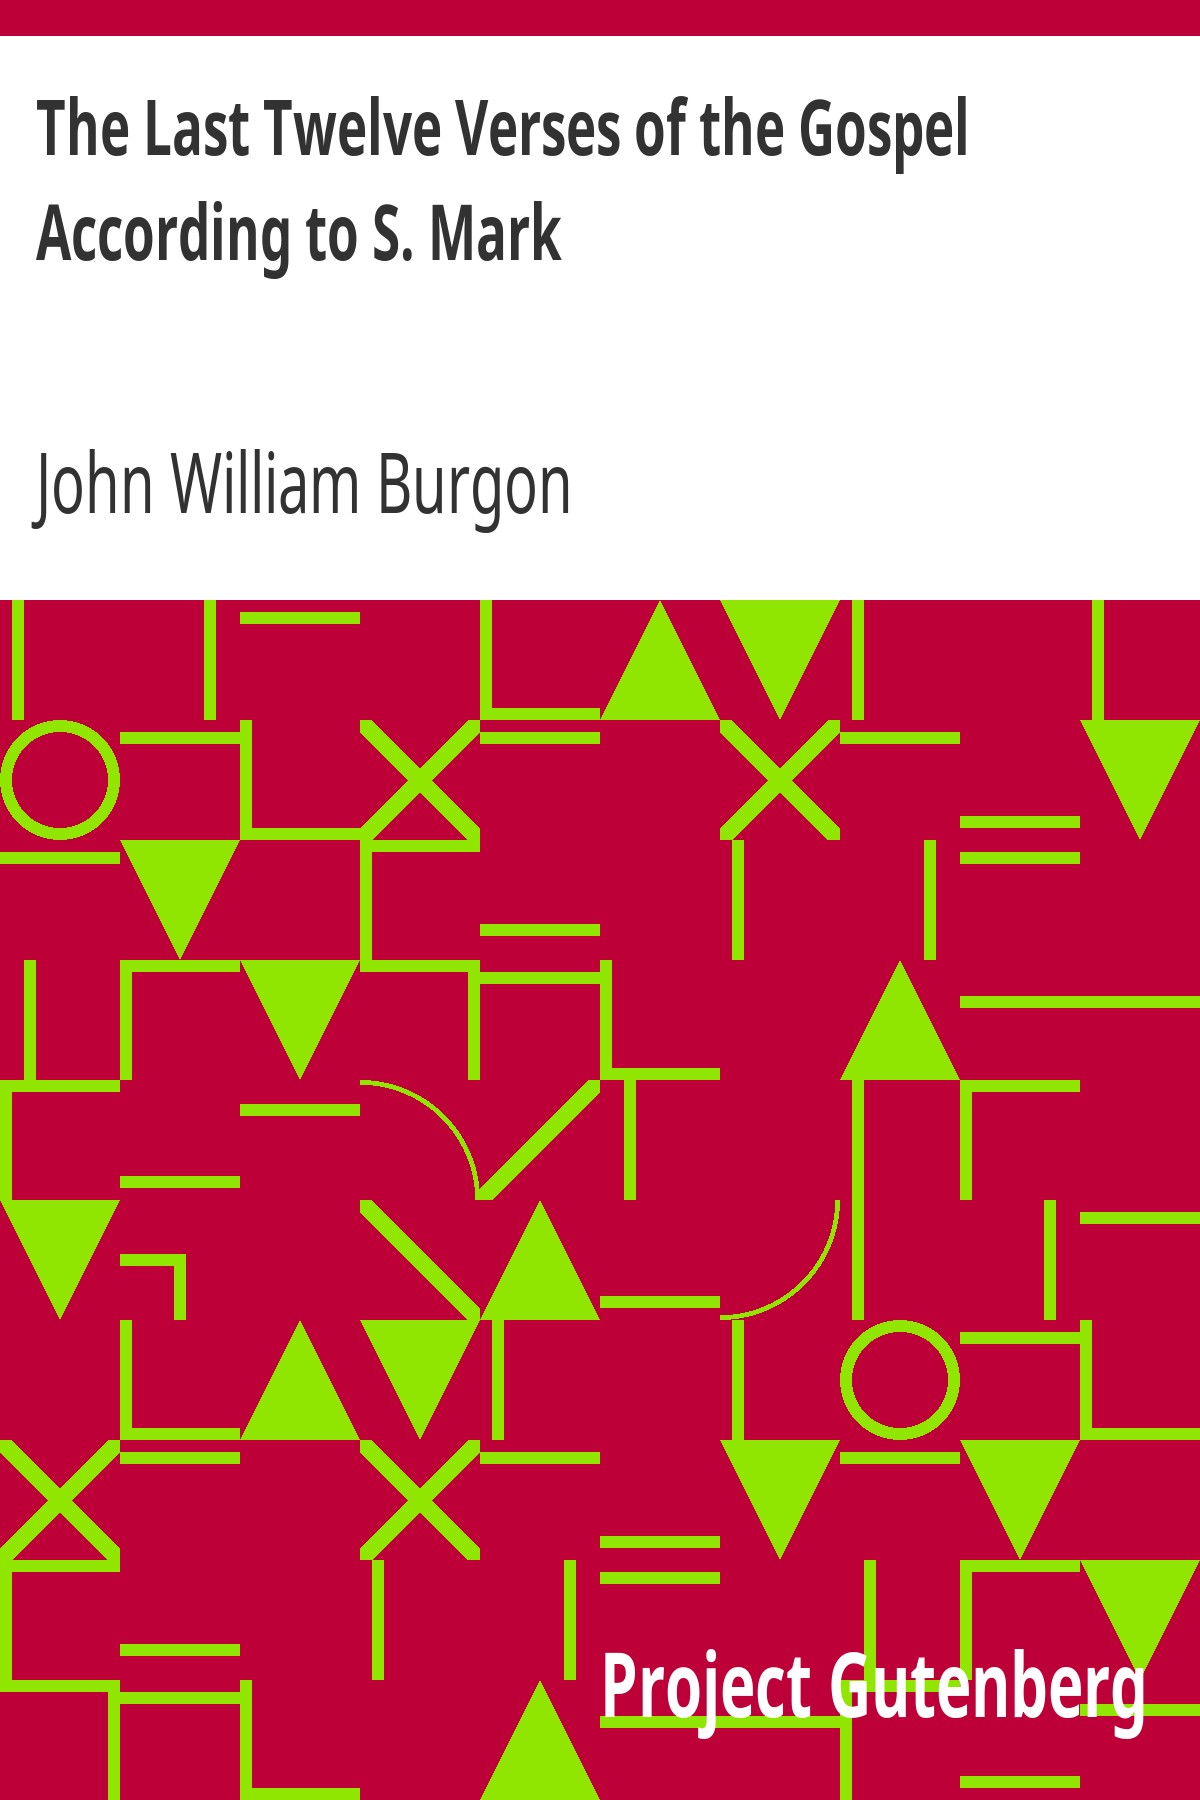 The Last Twelve Verses of the Gospel
According to S. Mark
John William Burgon
Project Gutenberg